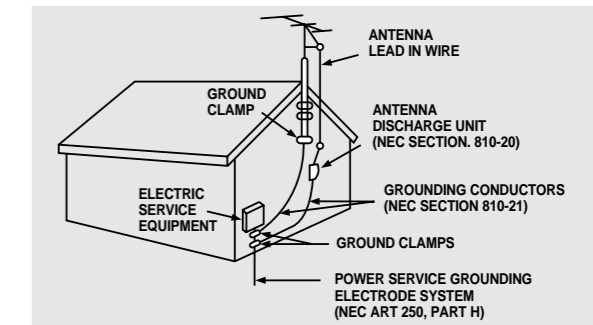 ANTENNA
LEAD IN WIRE
GROUND
CLAMP
ANTENNA
DISCHARGE UNIT
(NEC SECTION. 810-20)
ELECTRIC
SERVICE
EQUIPMENT
GROUNDING CONDUCTORS
(NEC SECTION 810-21)
GROUND CLAMPS
POWER SERVICE GROUNDING
ELECTRODE SYSTEM
(NEC ART 250, PART H)